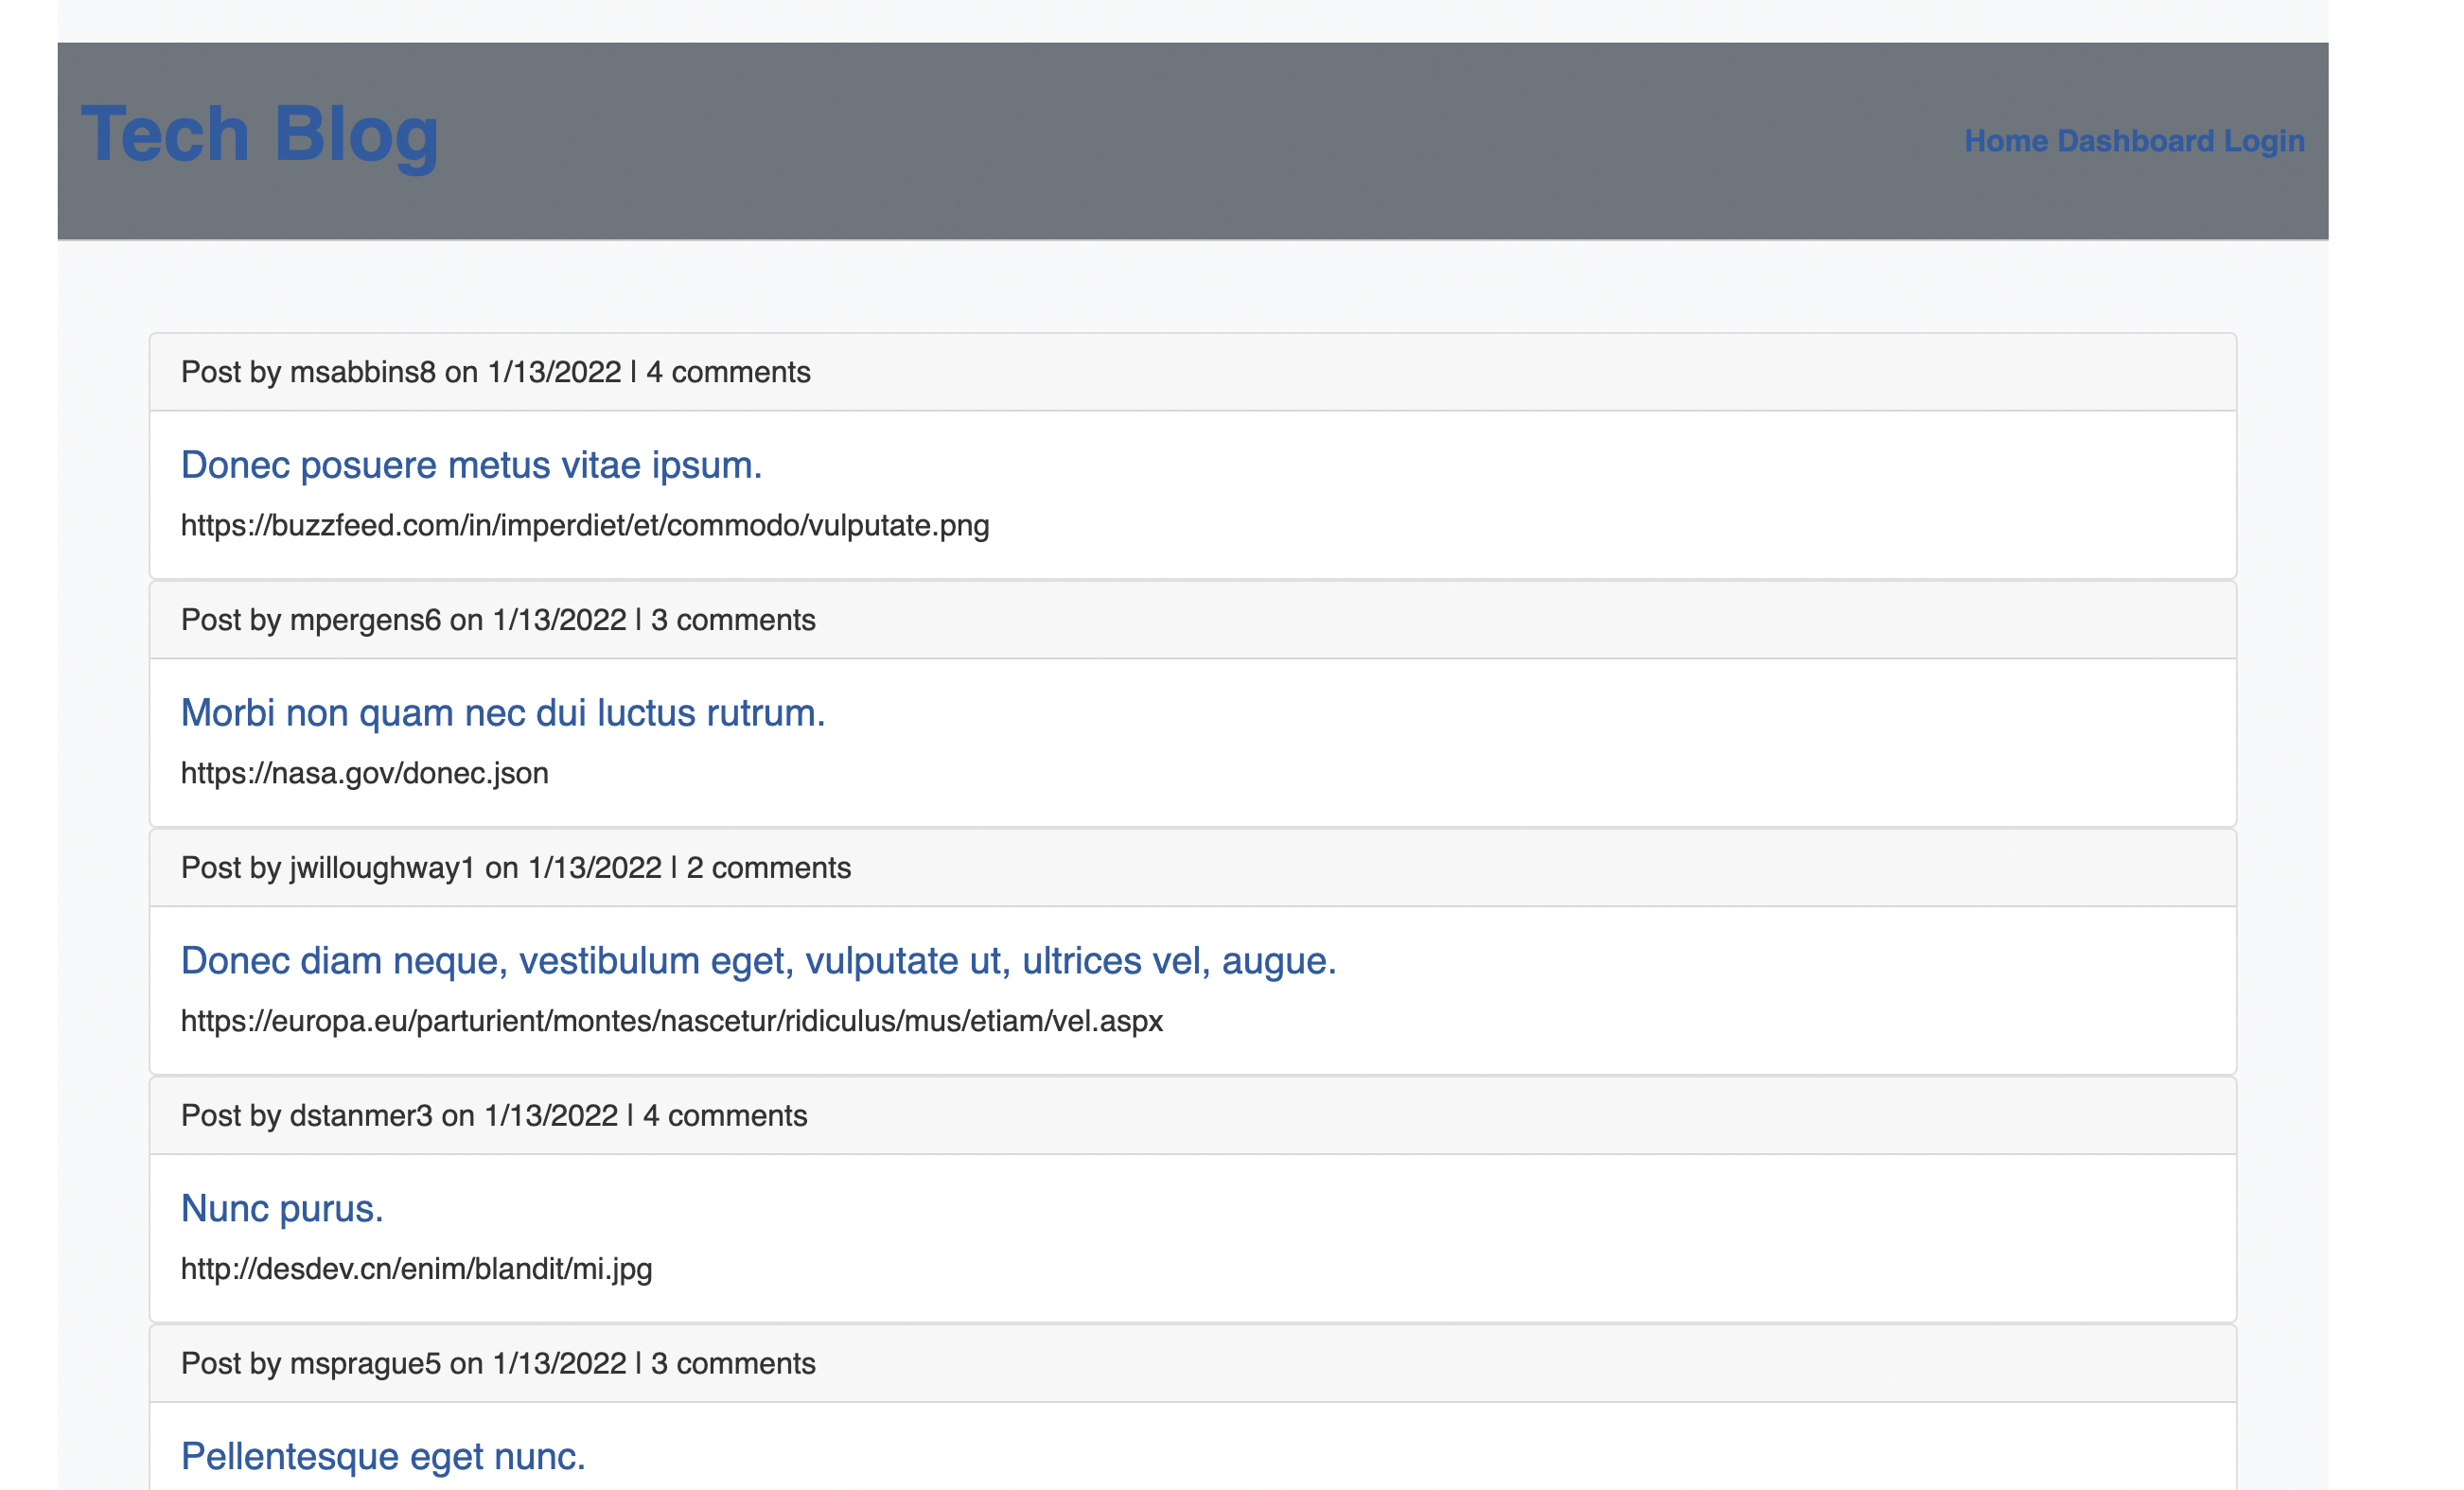 Tech Blog
Home Dashboard Login
Post by msabbins8 on 1/13/2022 | 4 comments
Donec posuere metus vitae ipsum.
https://buzzfeed.com/in/imperdiet/et/commodo/vulputate.png
Post by mpergens6 on 1/13/2022 | 3 comments
Morbi non quam nec dui luctus rutrum.
https://nasa.gov/donec.json
Post by jwilloughway1 on 1/13/2022 | 2 comments
Donec diam neque, vestibulum eget, vulputate ut, ultrices vel, augue.
https://europa.eu/parturient/montes/nascetur/ridiculus/mus/etiam/vel.aspx
Post by dstanmer3 on 1/13/2022 | 4 comments
Nunc purus.
http://desdev.cn/enim/blandit/mi.jpg
Post by msprague5 on 1/13/2022 | 3 comments
Pellentesque eget nunc.